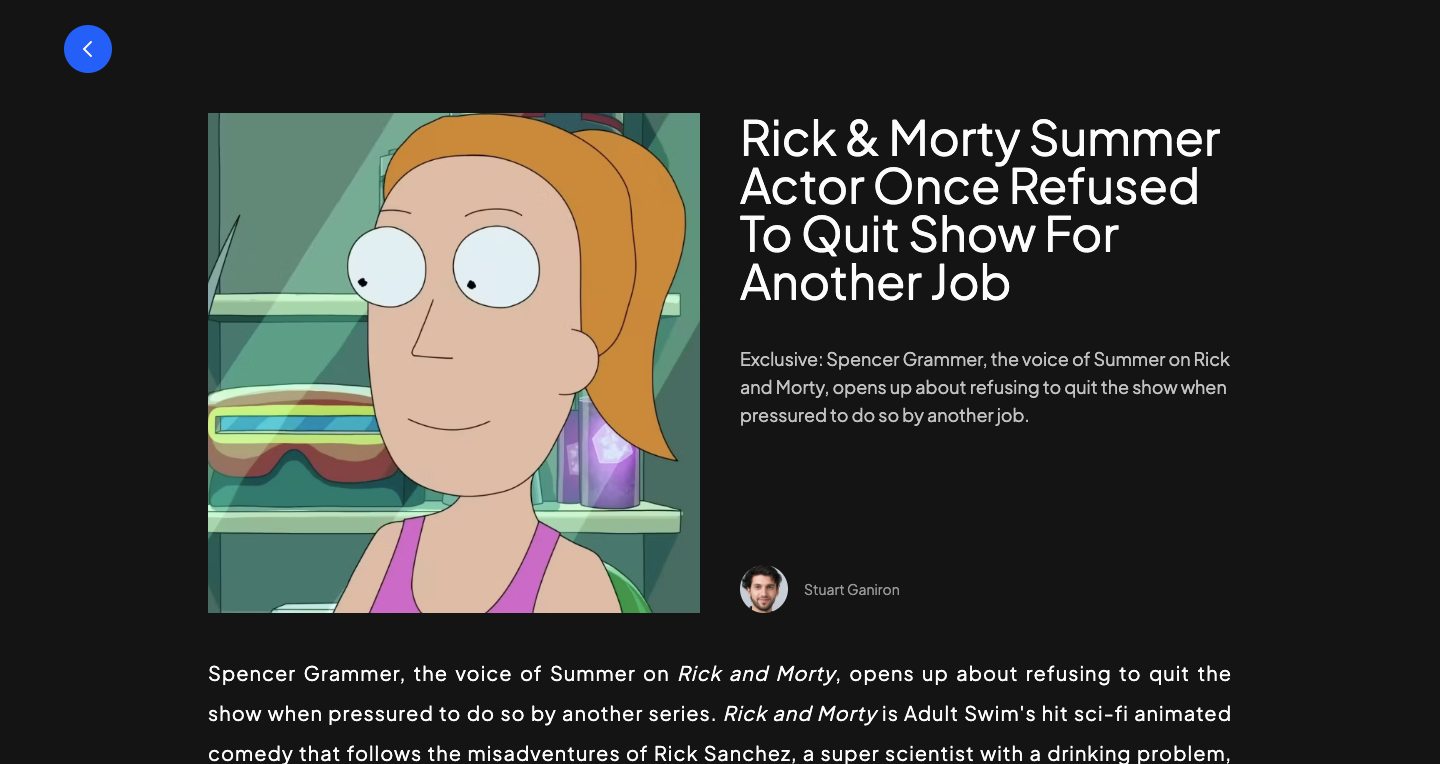 Rick & Morty Summer
Actor Once Refused
To Quit Show For
Another Job
Exclusive: Spencer Grammer, the voice of Summer on Rick
and Morty, opens up about refusing to quit the show when
pressured to do so by another job.
Stuart Ganiron
Spencer Grammer, the voice of Summer on Rick and Morty, opens up about refusing to quit the
show when pressured to do so by another series. Rick and Morty is Adult Swim's hit sci-fi animated
comedy that follows the misadventures of Rick Sanchez, a super scientist with a drinking problem,